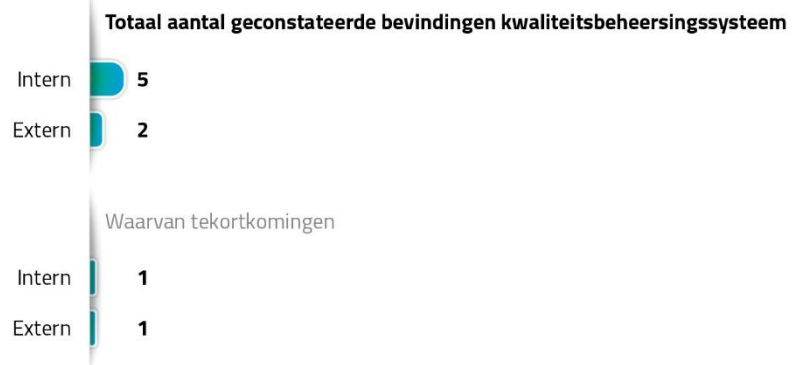 Totaal aantal geconstateerde bevindingen kwaliteitsbeheersingssysteem
Intern 5
Extern 2
Waarvan tekortkomingen
Intern 1
Extern 1